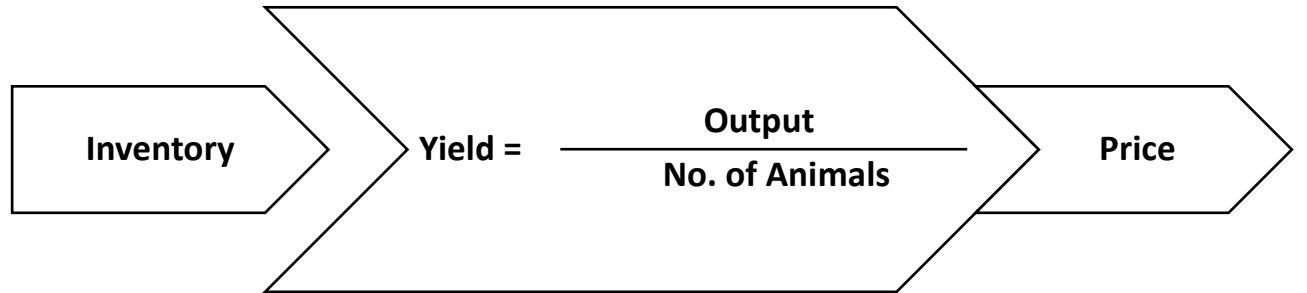 Inventory
Yield =
Output
No. of Animals
Price